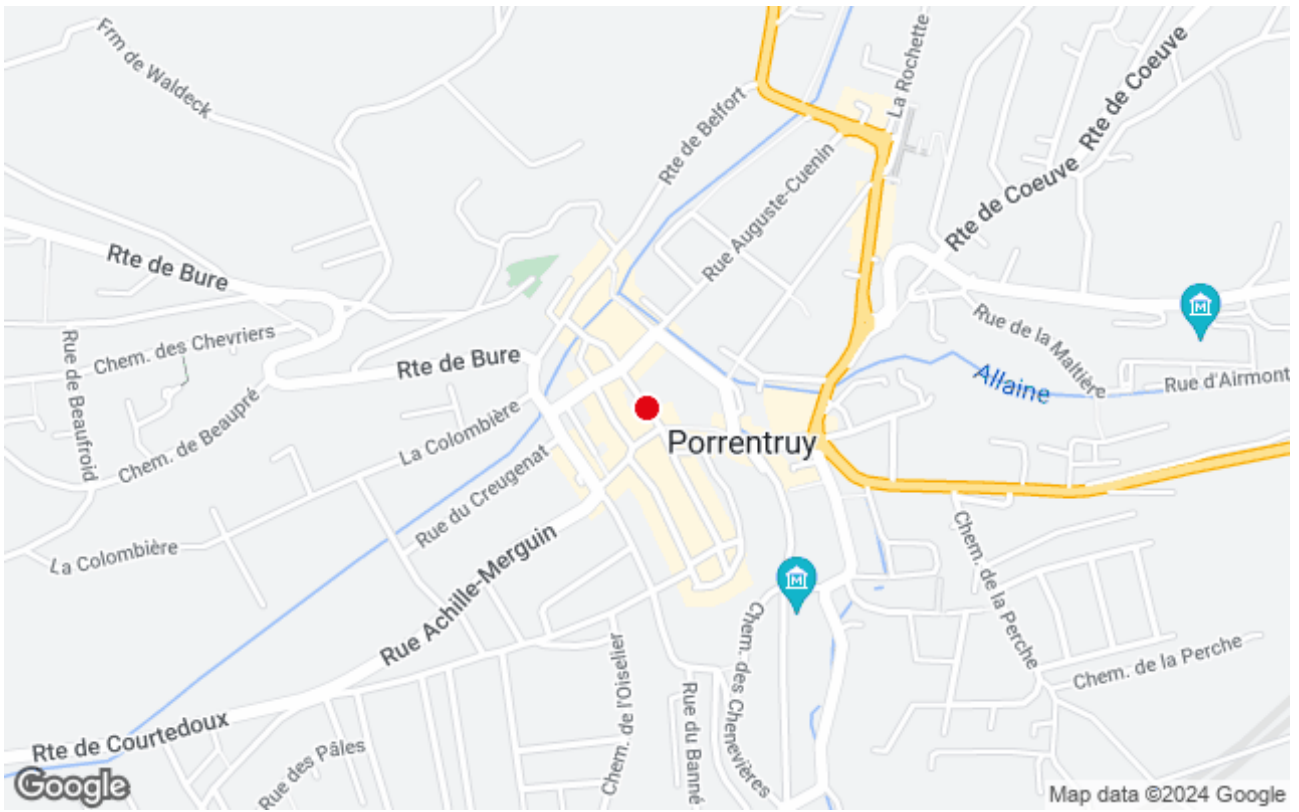 Frm de Waldeck
La Rochette
Rte de Coeuve
Rte de Belfort
Rue Auguste-Cuenin
Rte de Coeuve
Rte de Coeuve
Rte de Bure
Rue de la Maltière
Chem. des Chevriers
Rue de Beaufroid
Rte de Bure
Allaine
Rue d'Airmont
Chem. de Beaupré
La Colombière
Porrentruy
Rue du Creugenat
La Colombière
Rue Achille-Merguin
Chem. de la Perche
Chem. des Chenevières
Chem. de l'Oiselier
Rue du Banné
Chem. de la Perche
Rte de Courtedoux
Rue des Pâles
Google
Map data ©2024 Google